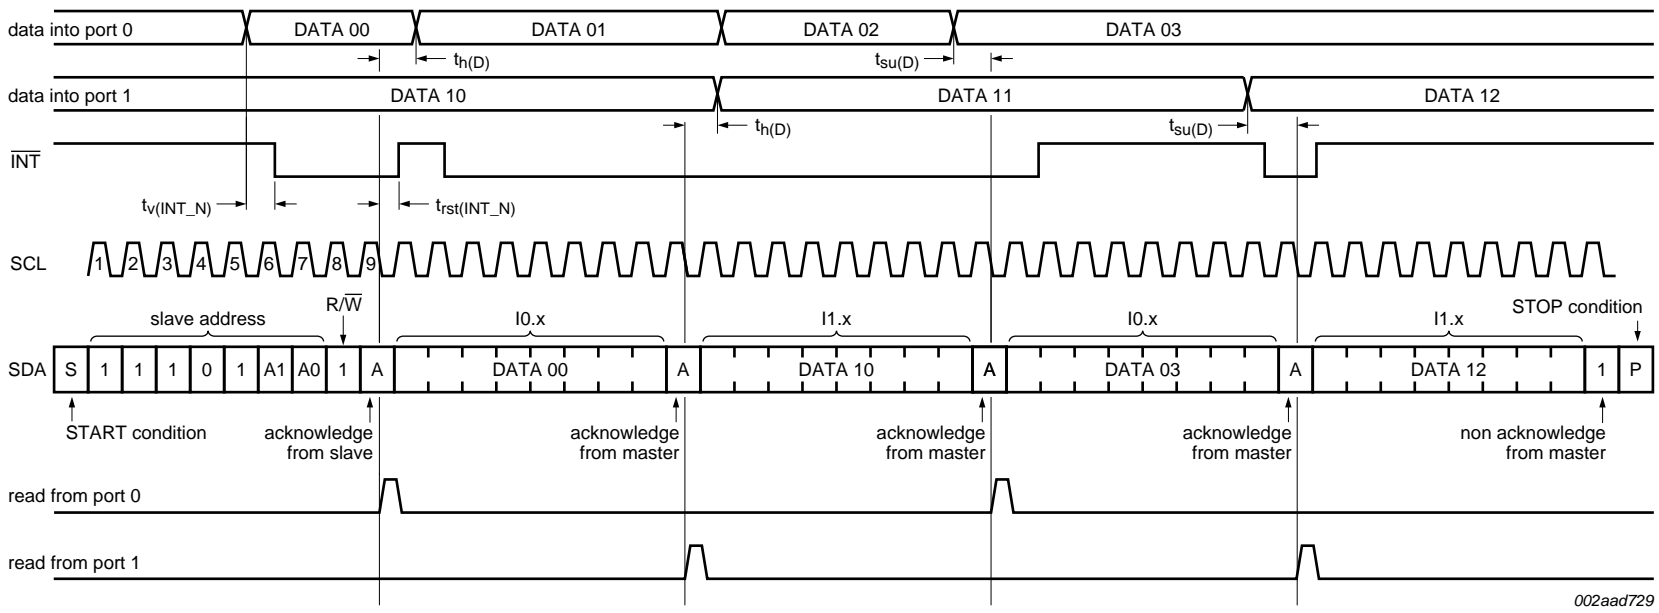 data into port 0 DATA 00 DATA 01 DATA 02 DATA 03
th(D) tsu(D)
data into port 1 DATA 10 DATA 11 DATA 12
th(D) tsu(D)
INT
tv(INT_N) trst(INT_N)
SCL 1 2 3 4 5 6 7 8 9
R/W
slave address I0.x I1.x I0.x I1.x STOP condition
SDA S 1 1 1 0 1 A1 A0 1 A DATA 00 A DATA 10 A DATA 03 A DATA 12 1 P
START condition acknowledge acknowledge acknowledge acknowledge non acknowledge
from slave from master from master from master from master
read from port 0
read from port 1
002aad729